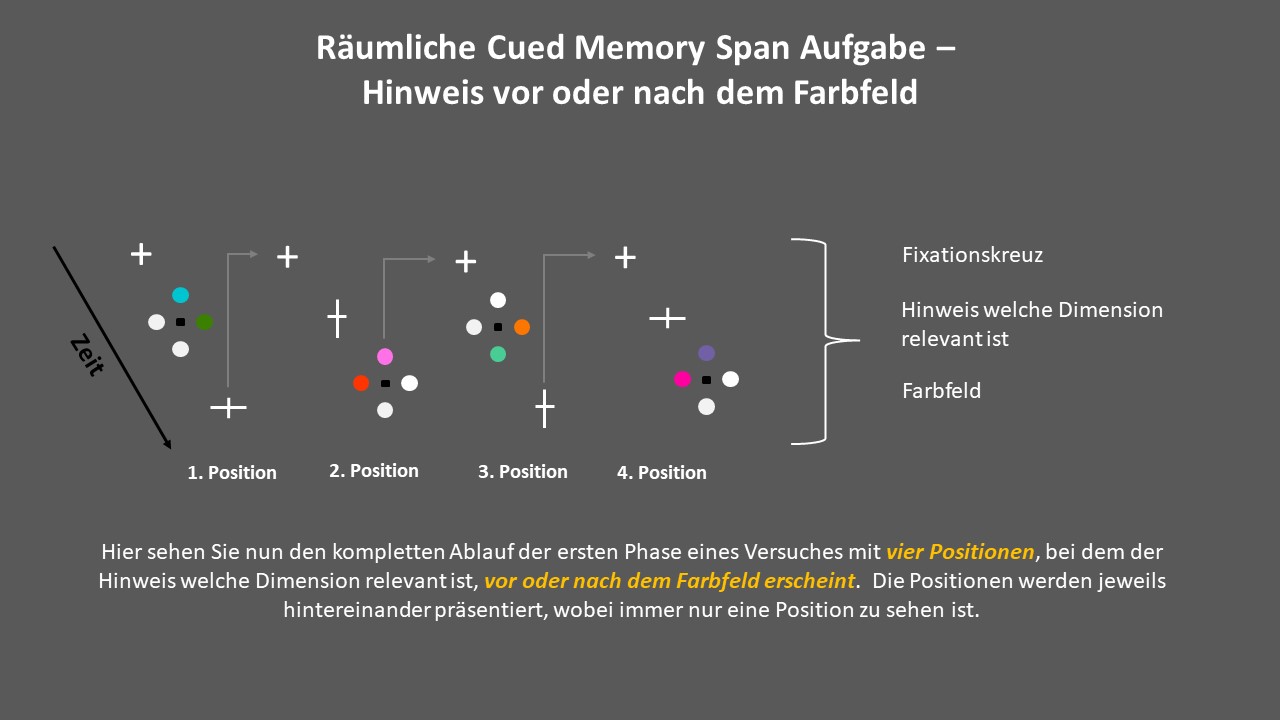 Räumliche Cued Memory Span Aufgabe –
Hinweis vor oder nach dem Farbfeld
Zeit
Fixationskreuz
Hinweis welche Dimension
relevant ist
Farbfeld
1. Position
2. Position
3. Position
4. Position
Hier sehen Sie nun den kompletten Ablauf der ersten Phase eines Versuches mit vier Positionen, bei dem der
Hinweis welche Dimension relevant ist, vor oder nach dem Farbfeld erscheint. Die Positionen werden jeweils
hintereinander präsentiert, wobei immer nur eine Position zu sehen ist.